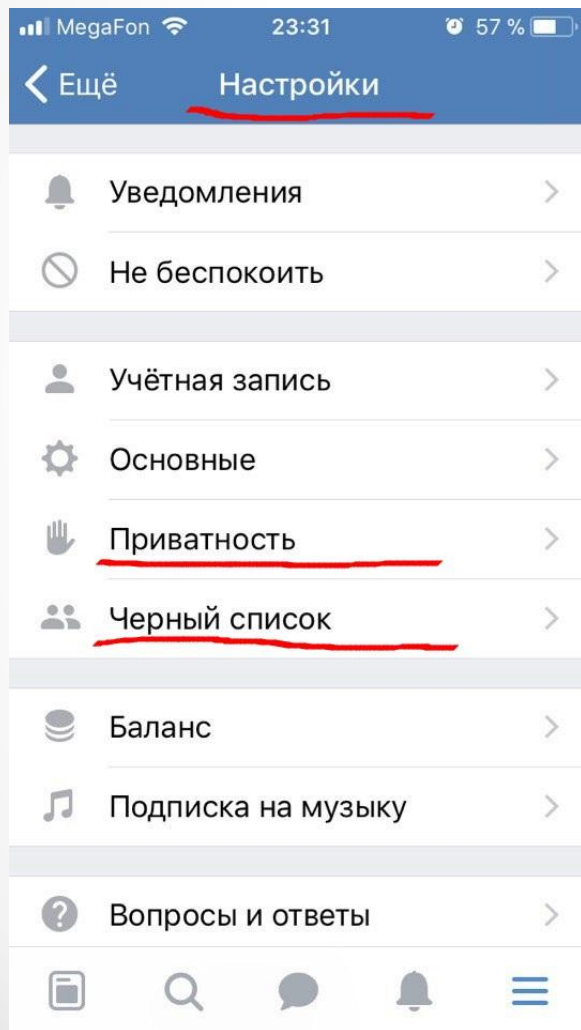 MegaFon 23:31 57 %
Ещё Настройки
Уведомления
Не беспокоить
Учётная запись
Основные
Приватность
Черный список
Баланс
Подписка на музыку
Вопросы и ответы